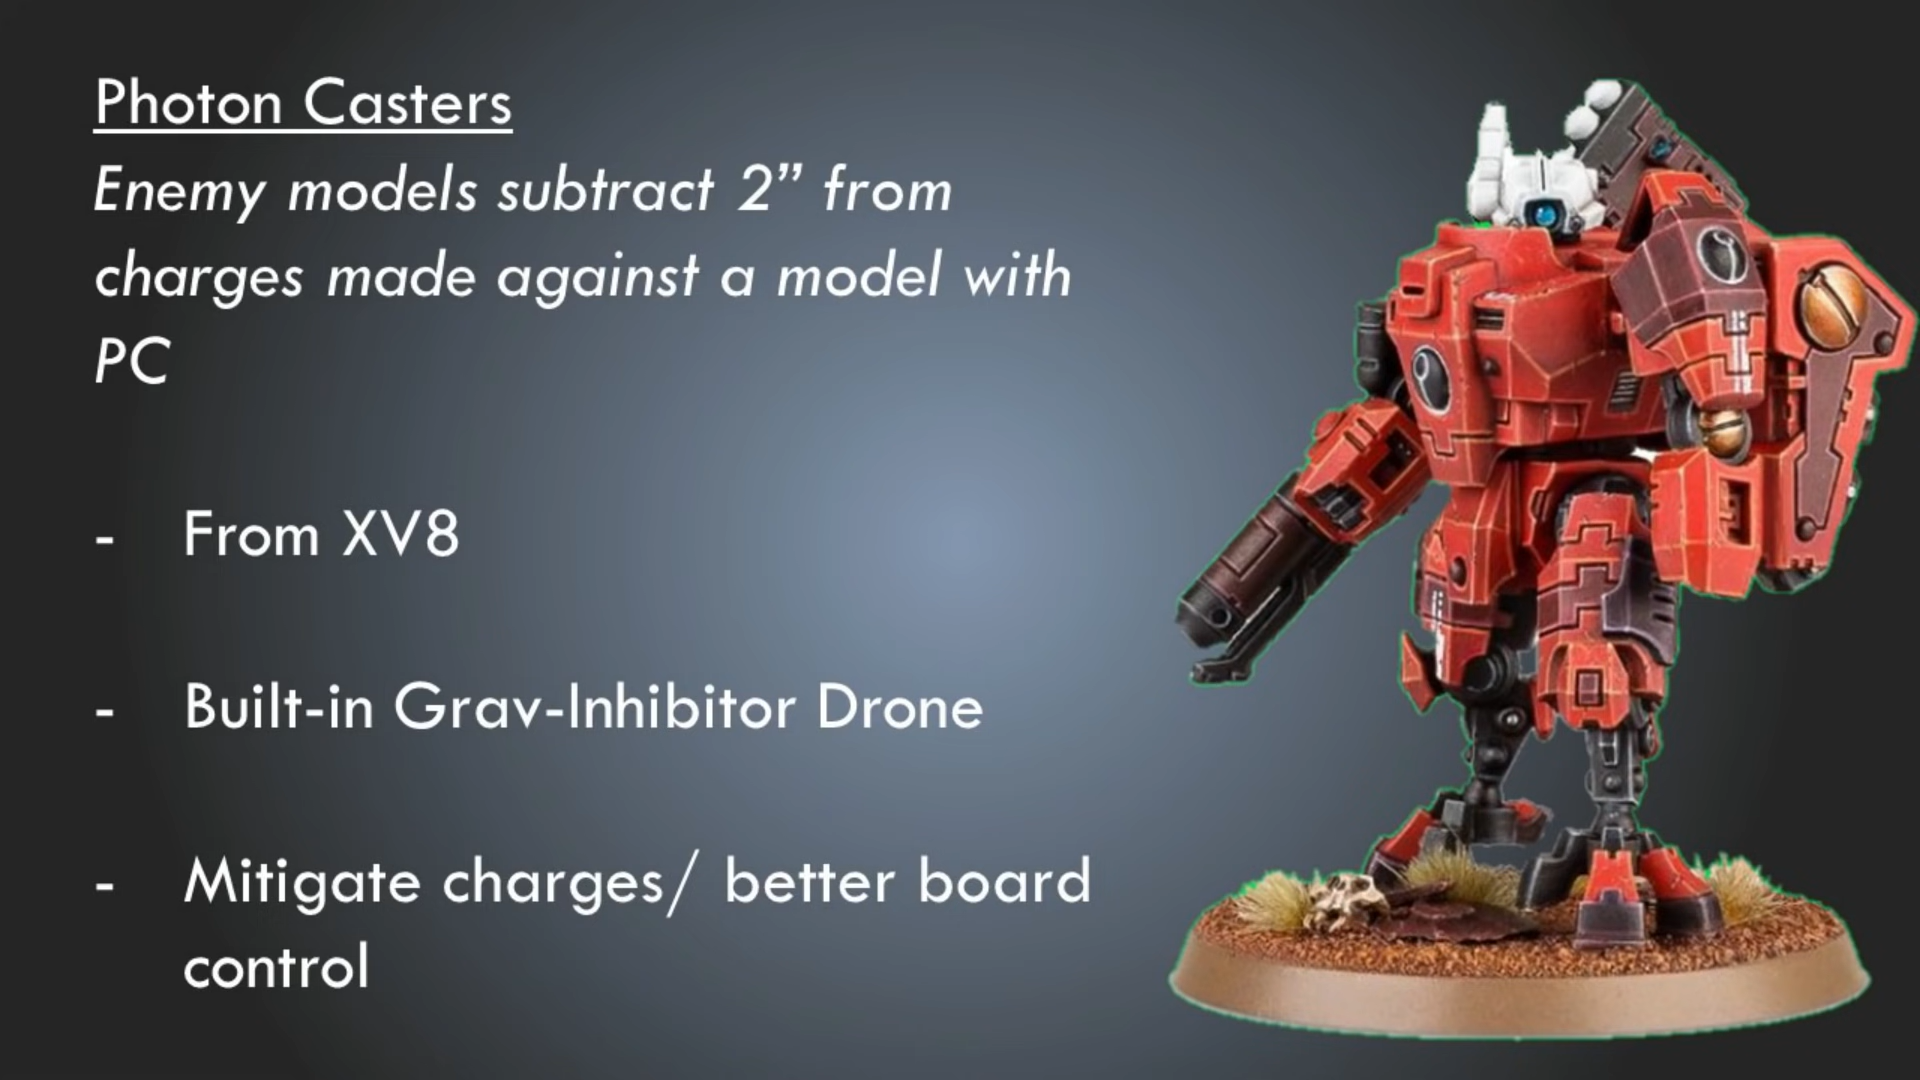 Photon Casters
Enemy models subtract 2” from
charges made against a model with
PC
- From XV8
- Built-in Grav-Inhibitor Drone
- Mitigate charges/ better board
control